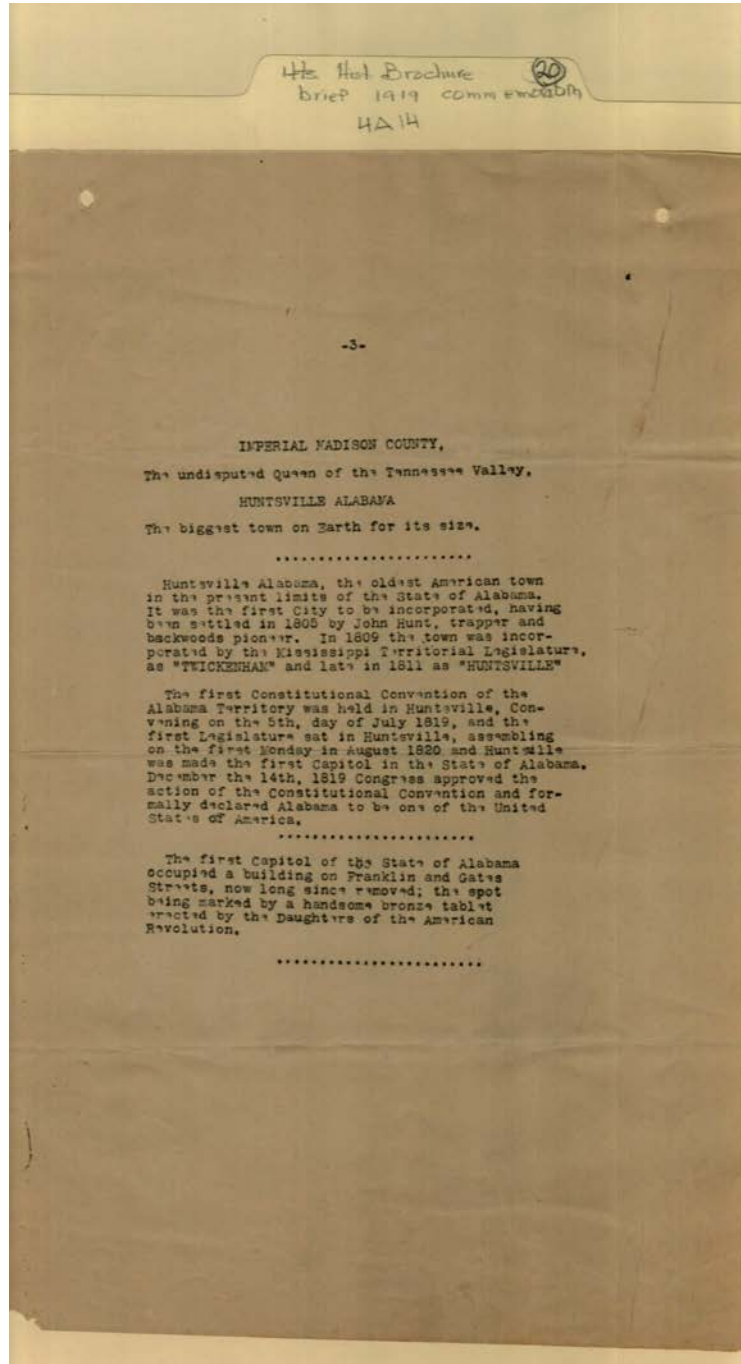 Hts Hist Brochure 20
brief 1919 commemoration
4A14
-3-
IMPERIAL MADISON COUNTY,
The undisputed Queen of the Tennessee Valley.
HUNTSVILLE ALABAMA
The biggest town on Earth for its size.
.......................
Huntsville Alabama, the oldest American town
in the present limits of the State of Alabama.
It was the first City to be incorporated, having
been settled in 1805 by John Hunt, trapper and
backwoods pioneer. In 1809 the town was incor-
porated by the Mississippi Territorial Legislature,
as "TWICKENHAM" and late in 1811 as "HUNTSVILLE"
The first Constitutional Convention of the
Alabama Territory was held in Huntsville, Con-
vening on the 5th, day of July 1819, and the
first Legislature sat in Huntsville, assembling
on the first Monday in August 1820 and Huntsville
was made the first Capitol in the State of Alabama.
December the 14th, 1819 Congress approved the
action of the Constitutional Convention and for-
mally declared Alabama to be one of the United
States of America.
.......................
The first Capitol of the State of Alabama
occupied a building on Franklin and Gates
Streets, now long since removed; the spot
being marked by a handsome bronze tablet
erected by the Daughters of the American
Revolution.
........................